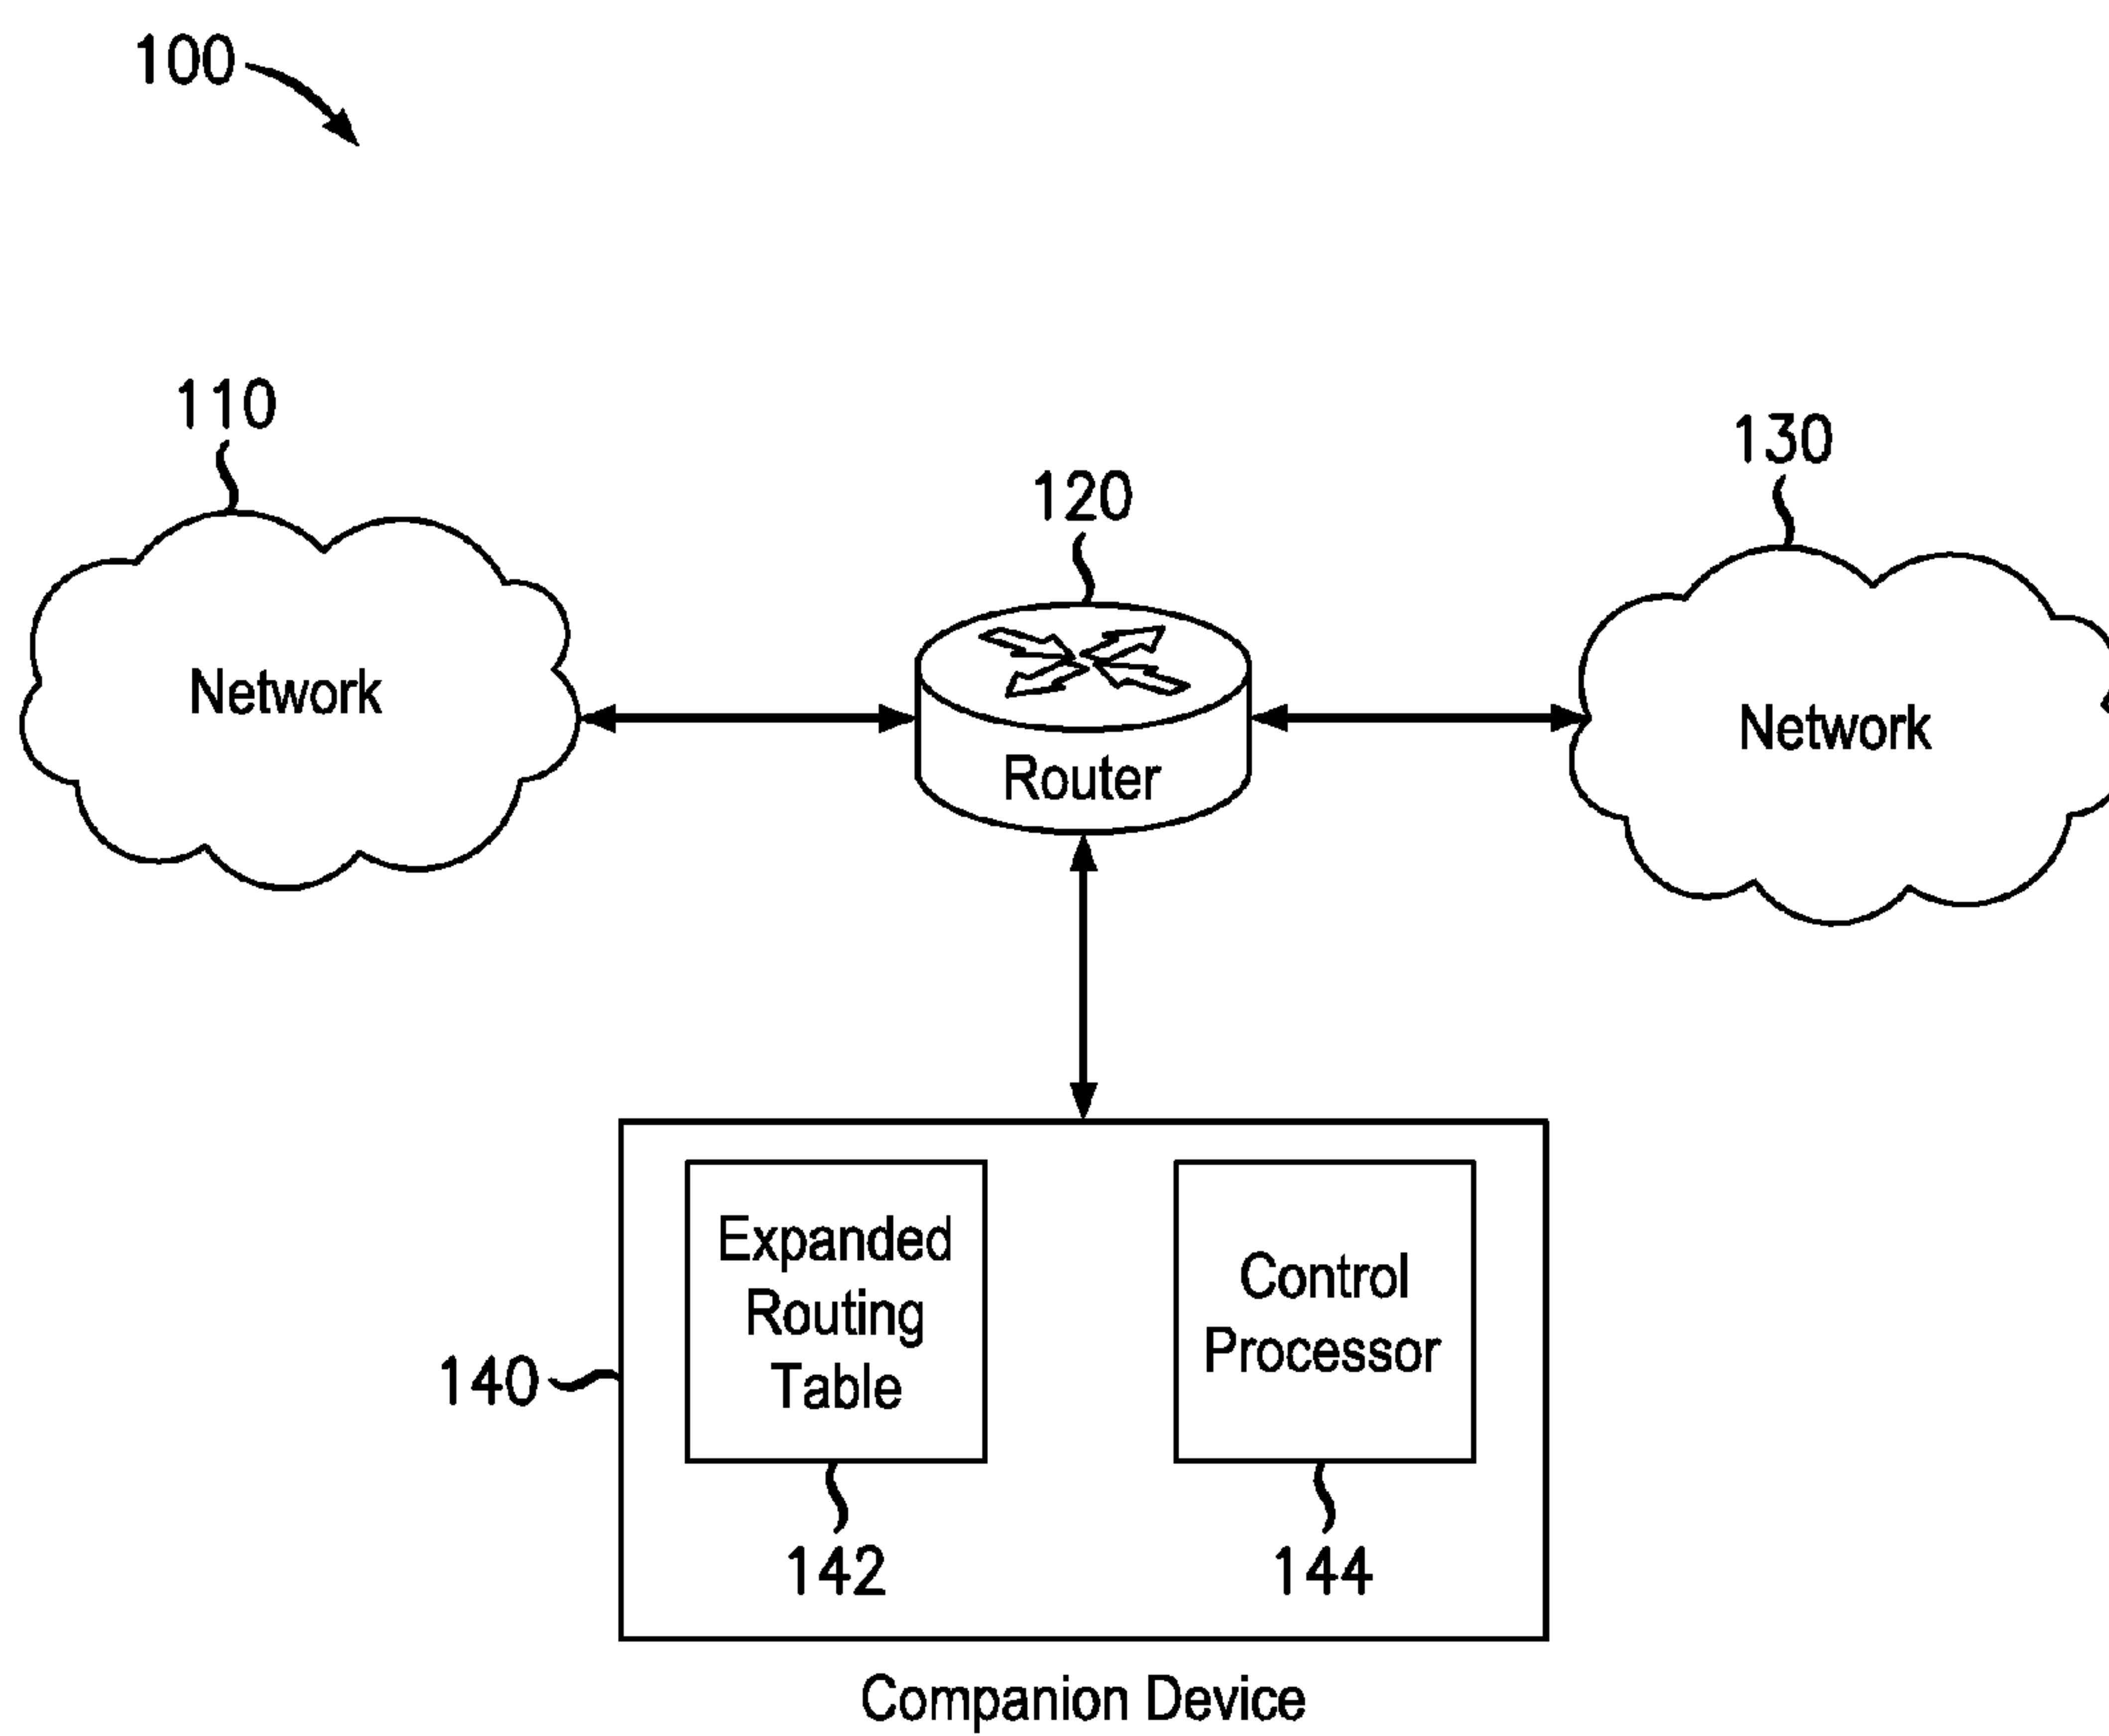 100
110
130
120
Network
Network
Router
Expanded
Routing
Table
Control
Processor
140
142
144
Companion Device